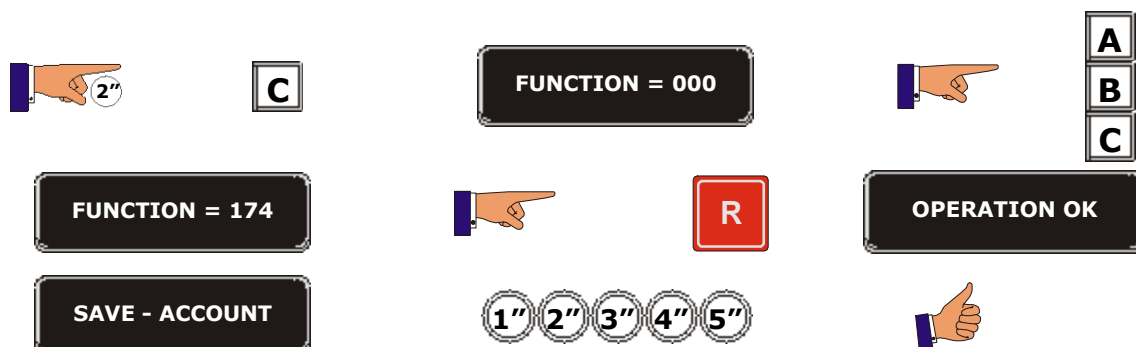 2” C
FUNCTION = 000
A
B
C
FUNCTION = 174
R
OPERATION OK
SAVE - ACCOUNT
1” 2” 3” 4” 5”